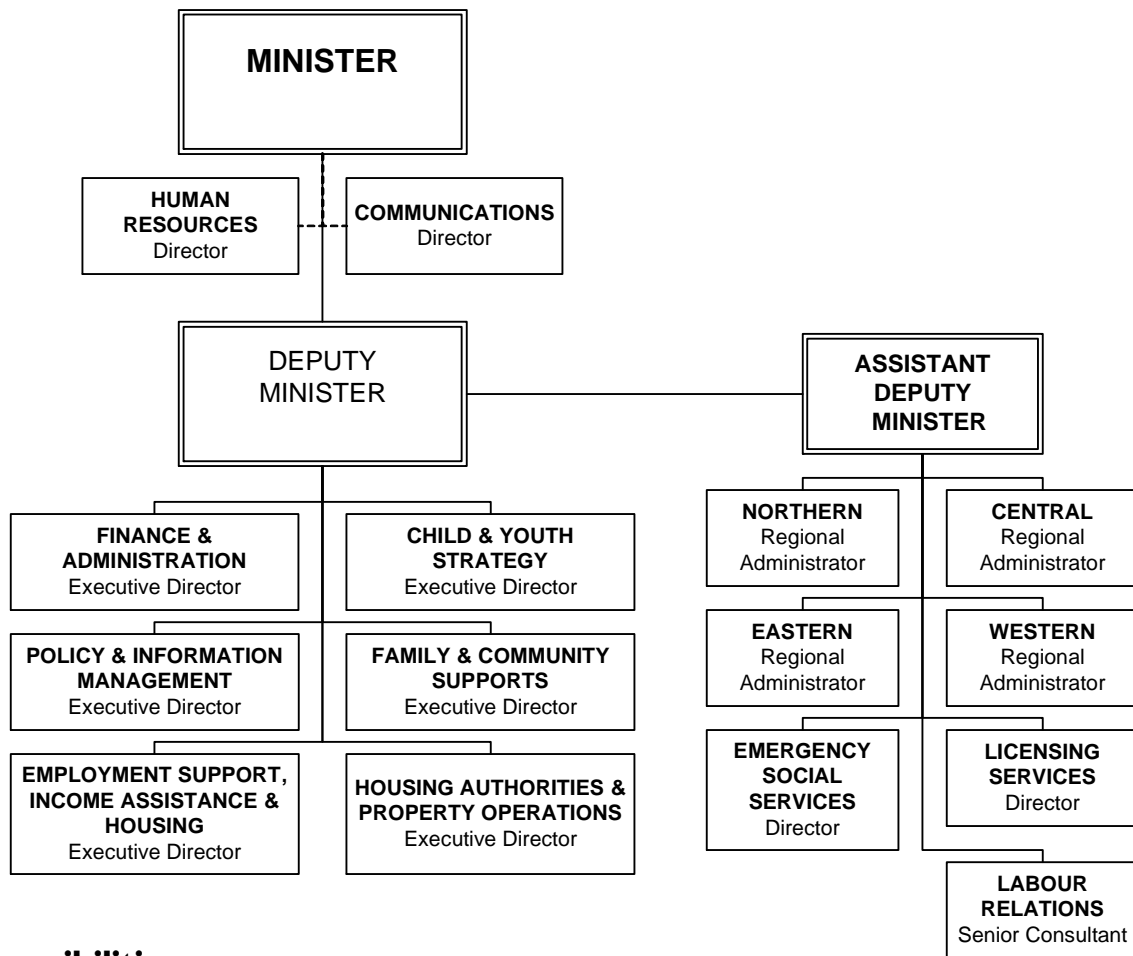 MINISTER
HUMAN
RESOURCES
Director
COMMUNICATIONS
Director
DEPUTY
MINISTER
ASSISTANT
DEPUTY
MINISTER
FINANCE &
ADMINISTRATION
Executive Director
CHILD & YOUTH
STRATEGY
Executive Director
POLICY & INFORMATION
MANAGEMENT
Executive Director
FAMILY & COMMUNITY
SUPPORTS
Executive Director
EMPLOYMENT SUPPORT,
INCOME ASSISTANCE &
HOUSING
Executive Director
HOUSING AUTHORITIES &
PROPERTY OPERATIONS
Executive Director
NORTHERN
Regional
Administrator
CENTRAL
Regional
Administrator
EASTERN
Regional
Administrator
WESTERN
Regional
Administrator
EMERGENCY
SOCIAL
SERVICES
Director
LICENSING
SERVICES
Director
LABOUR
RELATIONS
Senior Consultant